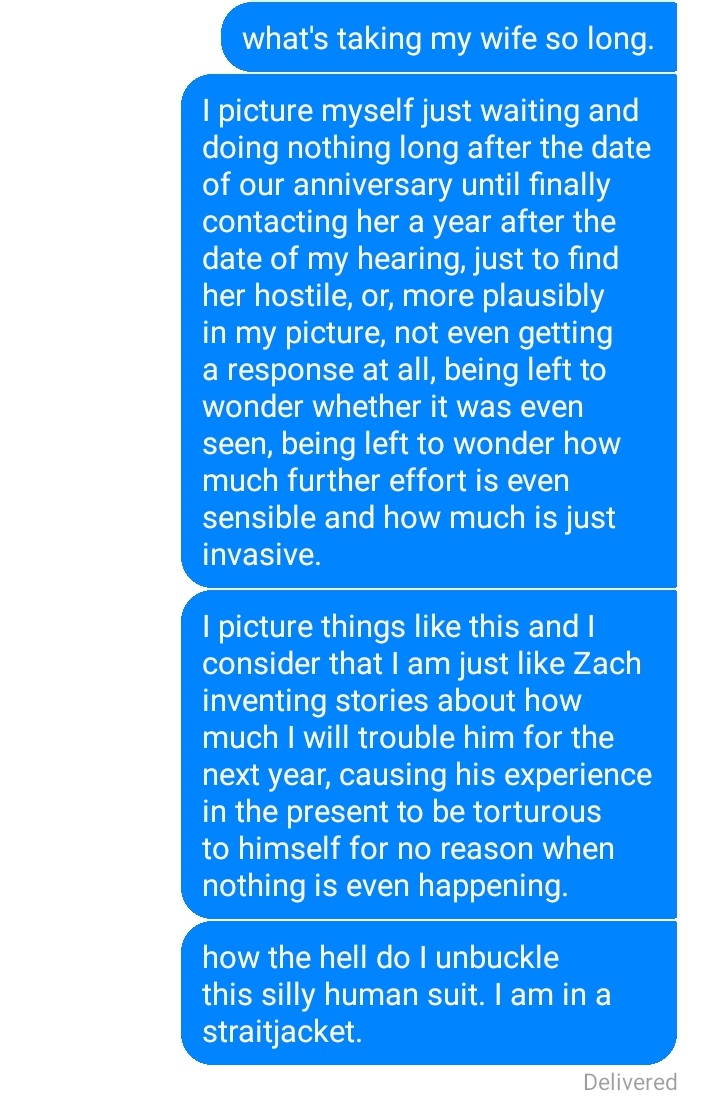 what's taking my wife so long.
I picture myself just waiting and
doing nothing long after the date
of our anniversary until finally
contacting her a year after the
date of my hearing, just to find
her hostile, or, more plausibly
in my picture, not even getting
a response at all, being left to
wonder whether it was even
seen, being left to wonder how
much further effort is even
sensible and how much is just
invasive.
I picture things like this and I
consider that I am just like Zach
inventing stories about how
much I will trouble him for the
next year, causing his experience
in the present to be torturous
to himself for no reason when
nothing is even happening.
how the hell do I unbuckle
this silly human suit. I am in a
straitjacket.
Delivered